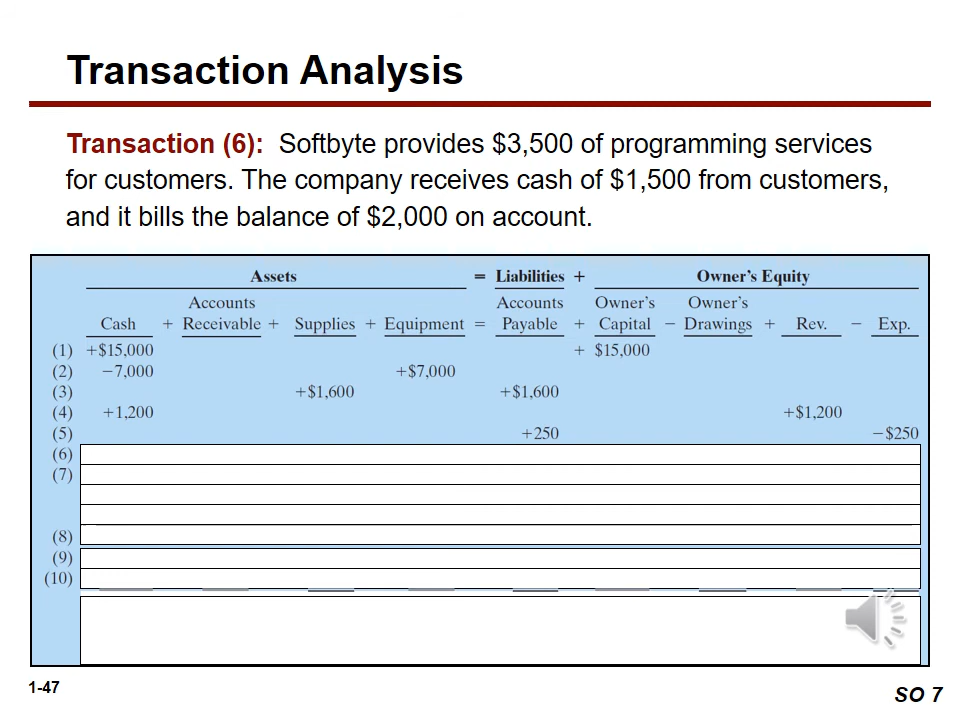 Transaction Analysis
Transaction (6): Softbyte provides $3,500 of programming services
for customers. The company receives cash of $1,500 from customers,
and it bills the balance of $2,000 on account.
Assets = Liabilities + Owner's Equity
Accounts Accounts Owner's Owner's
Cash + Receivable + Supplies + Equipment = Payable + Capital − Drawings + Rev. − Exp.
(1) +$15,000 + $15,000
(2) −7,000 +$7,000
(3) +$1,600 +$1,600
(4) +1,200 +$1,200
(5) +250 −$250
(6)
(7)
(8)
(9)
(10)
1-47
SO 7